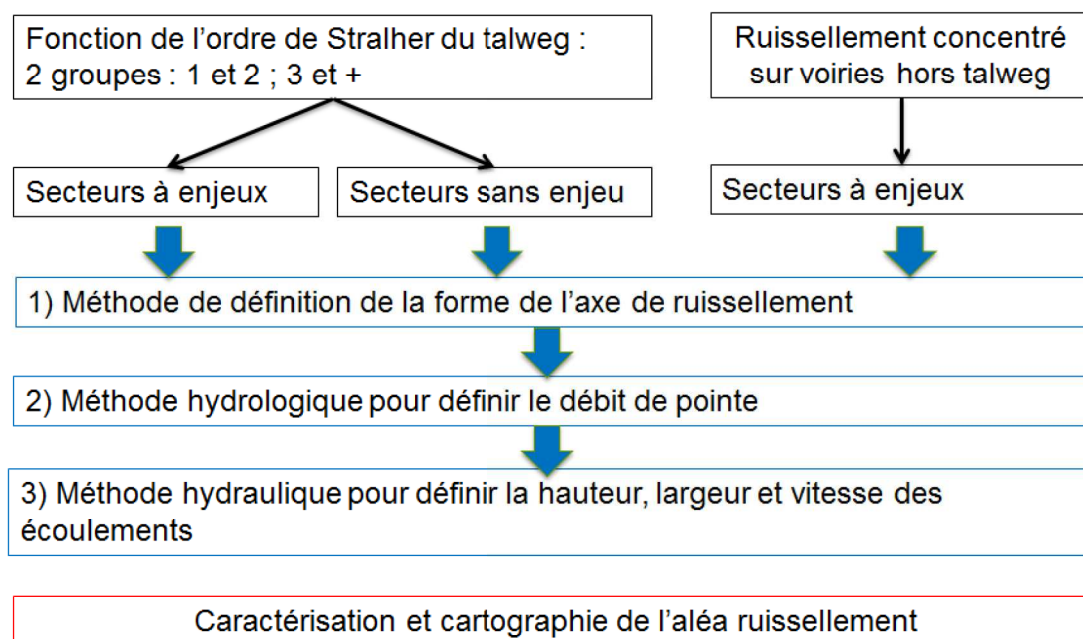 Fonction de l'ordre de Stralher du talweg :
2 groupes : 1 et 2 ; 3 et +
Ruissellement concentré
sur voiries hors talweg
Secteurs à enjeux
Secteurs sans enjeu
Secteurs à enjeux
1) Méthode de définition de la forme de l'axe de ruissellement
2) Méthode hydrologique pour définir le débit de pointe
3) Méthode hydraulique pour définir la hauteur, largeur et vitesse des
écoulements
Caractérisation et cartographie de l'aléa ruissellement